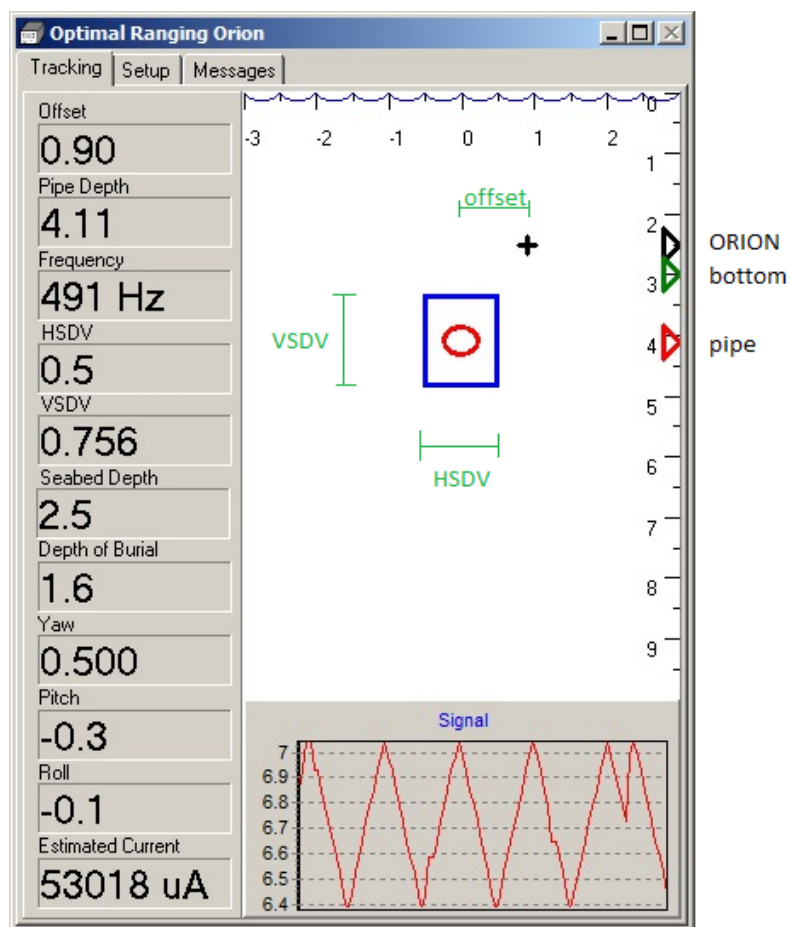 Optimal Ranging Orion
Tracking Setup Messages
Offset
0.90
Pipe Depth
4.11
Frequency
491 Hz
HSDV
0.5
VSDV
0.756
Seabed Depth
2.5
Depth of Burial
1.6
Yaw
0.500
Pitch
-0.3
Roll
-0.1
Estimated Current
53018 uA
-3 -2 -1 0 1 2
0
1
2
3
4
5
6
7
8
9
offset
VSDV
HSDV
ORION
bottom
pipe
Signal
7
6.9
6.8
6.7
6.6
6.5
6.4